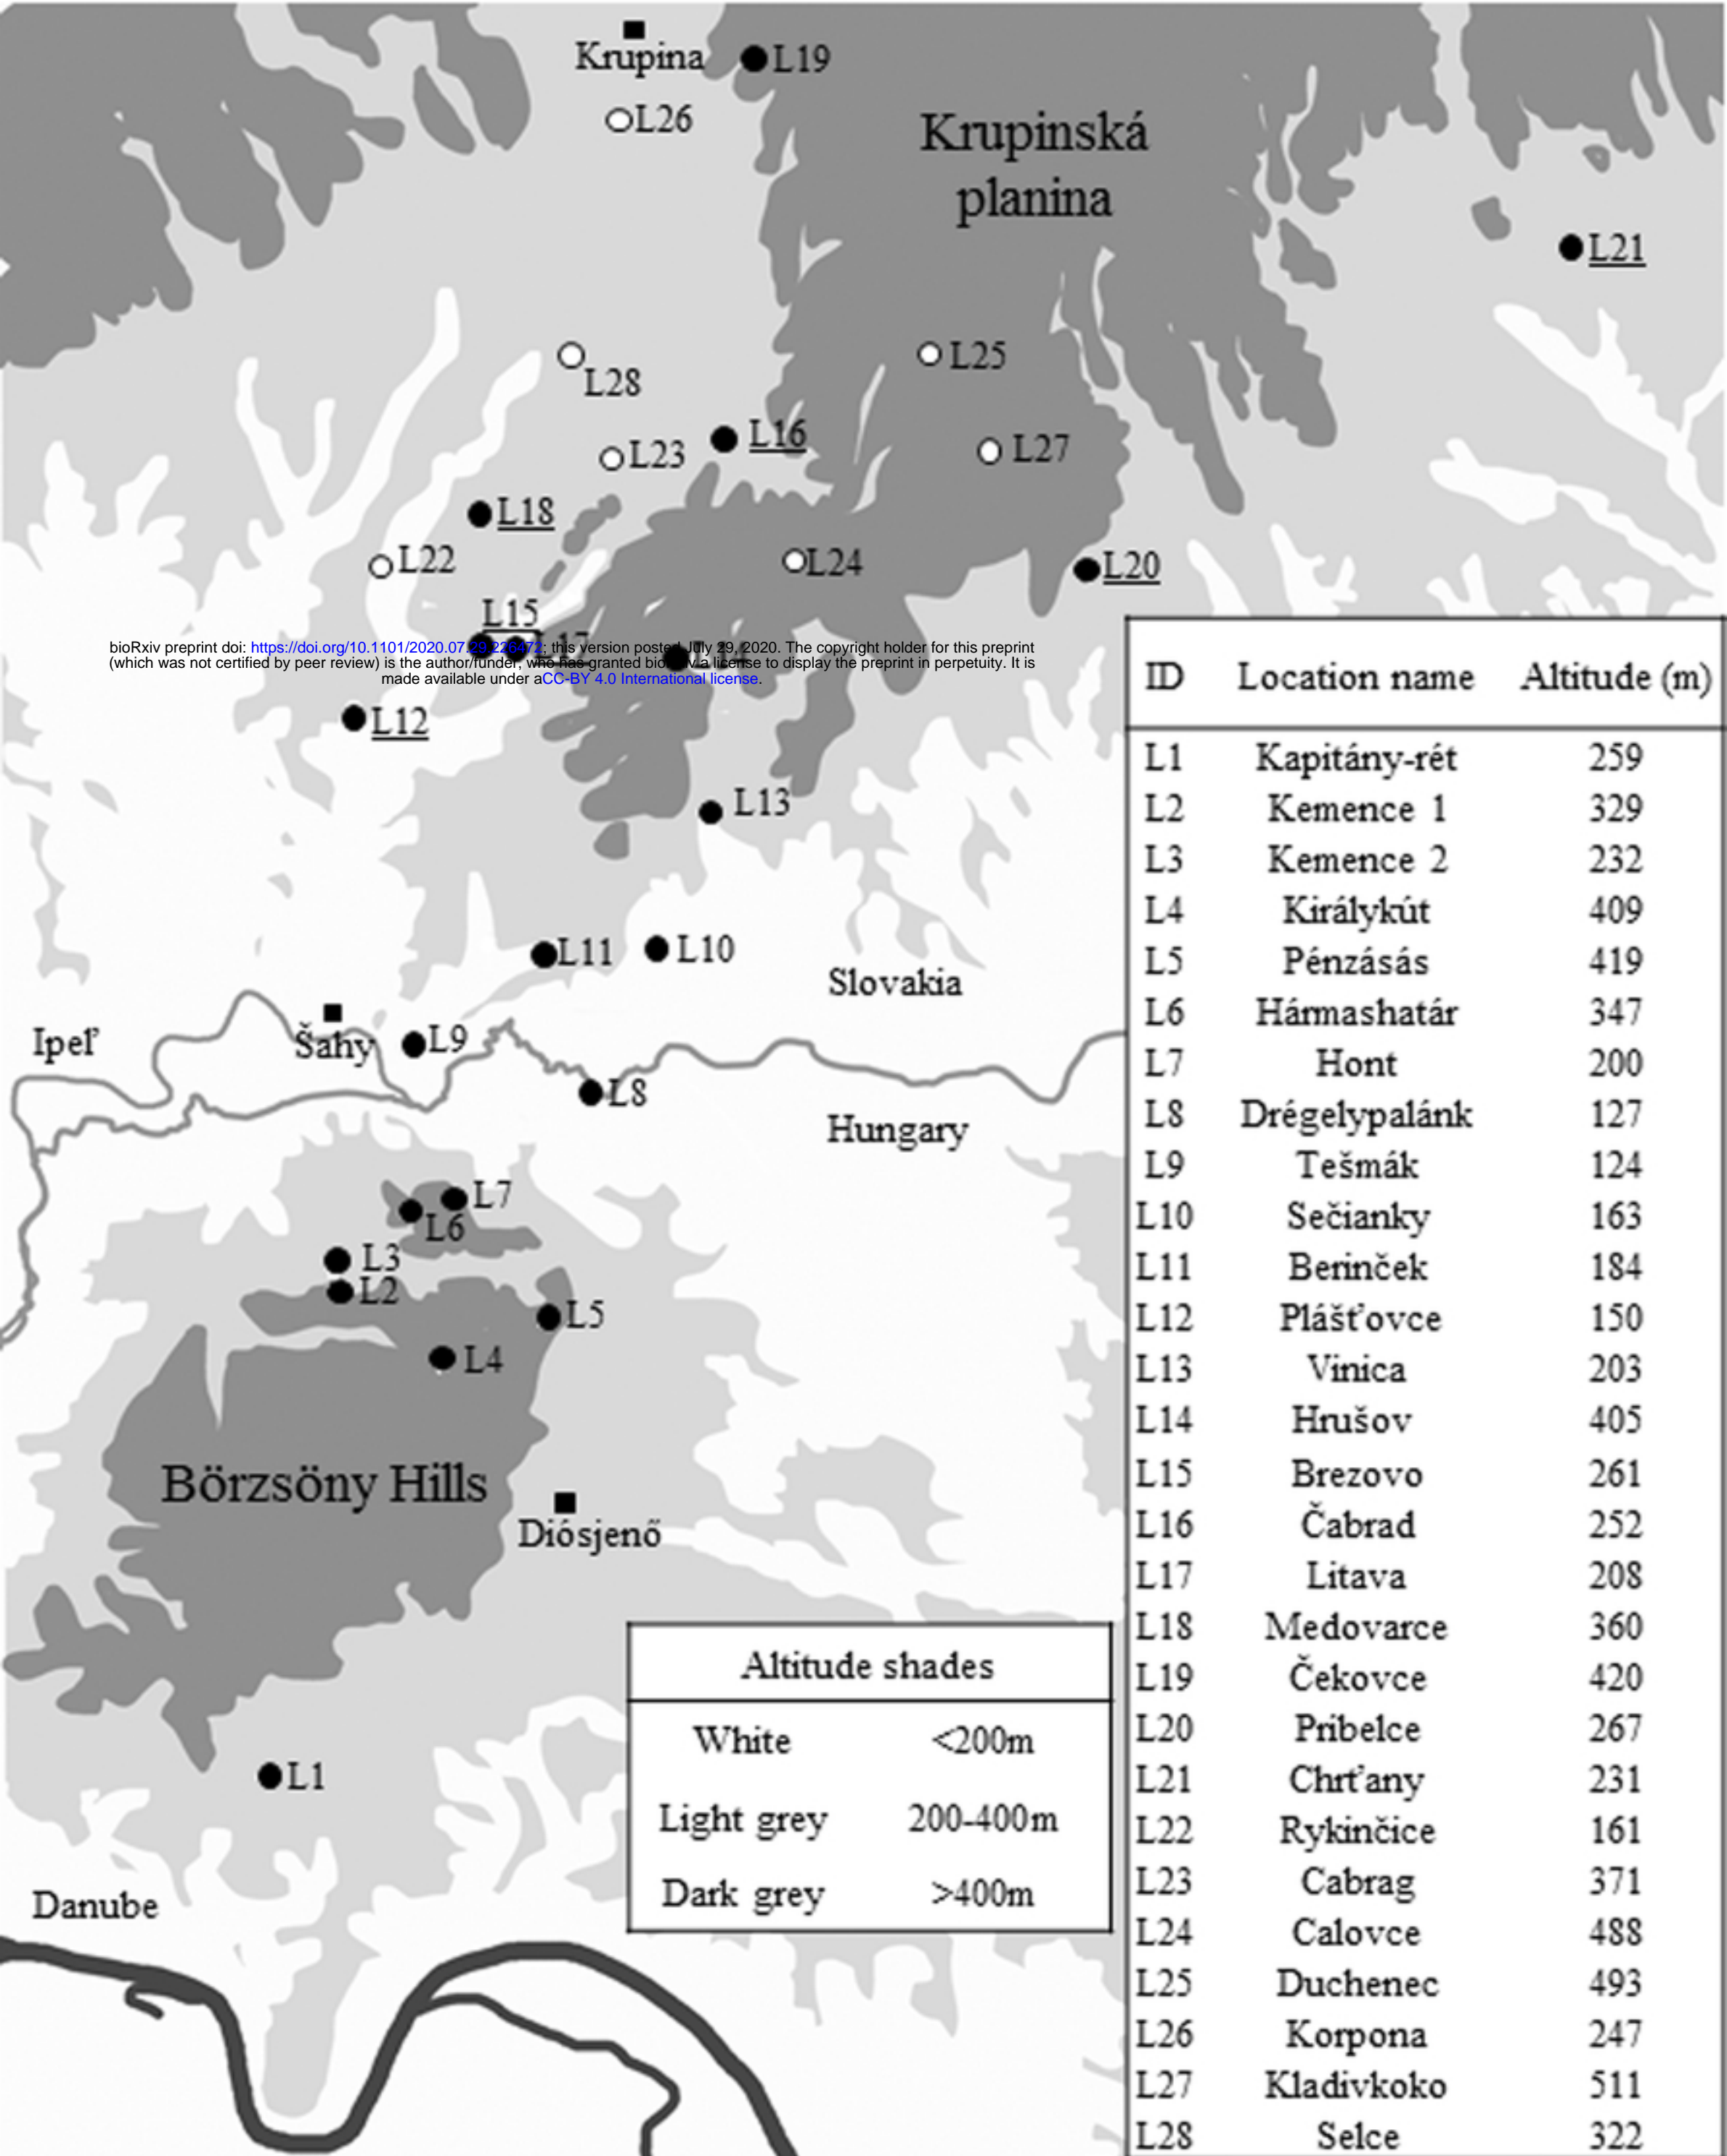 Krupina
L19
L26
Krupinská
planina
L21
L28
L25
L16
L23
L27
L18
L22
L24
L20
L15
L17
bioRxiv preprint doi: https://doi.org/10.1101/2020.07.29.226472; this version posted July 29, 2020. The copyright holder for this preprint
(which was not certified by peer review) is the author/funder, who has granted bioRxiv a license to display the preprint in perpetuity. It is
made available under aCC-BY 4.0 International license.
L14
L12
L13
L11
L10
Slovakia
Ipeľ
Šahy
L9
L8
Hungary
L7
L6
L3
L2
L5
L4
Börzsöny Hills
Diósjenő
L1
Danube
Altitude shades
White <200m
Light grey 200-400m
Dark grey >400m
ID Location name Altitude (m)
L1 Kapitány-rét 259
L2 Kemence 1 329
L3 Kemence 2 232
L4 Királykút 409
L5 Pénzásás 419
L6 Hármashatár 347
L7 Hont 200
L8 Drégelypalánk 127
L9 Tešmák 124
L10 Sečianky 163
L11 Berinček 184
L12 Plášťovce 150
L13 Vinica 203
L14 Hrušov 405
L15 Brezovo 261
L16 Čabrad 252
L17 Litava 208
L18 Medovarce 360
L19 Čekovce 420
L20 Pribelce 267
L21 Chrťany 231
L22 Rykinčice 161
L23 Cabrag 371
L24 Calovce 488
L25 Duchenec 493
L26 Korpona 247
L27 Kladivkoko 511
L28 Selce 322